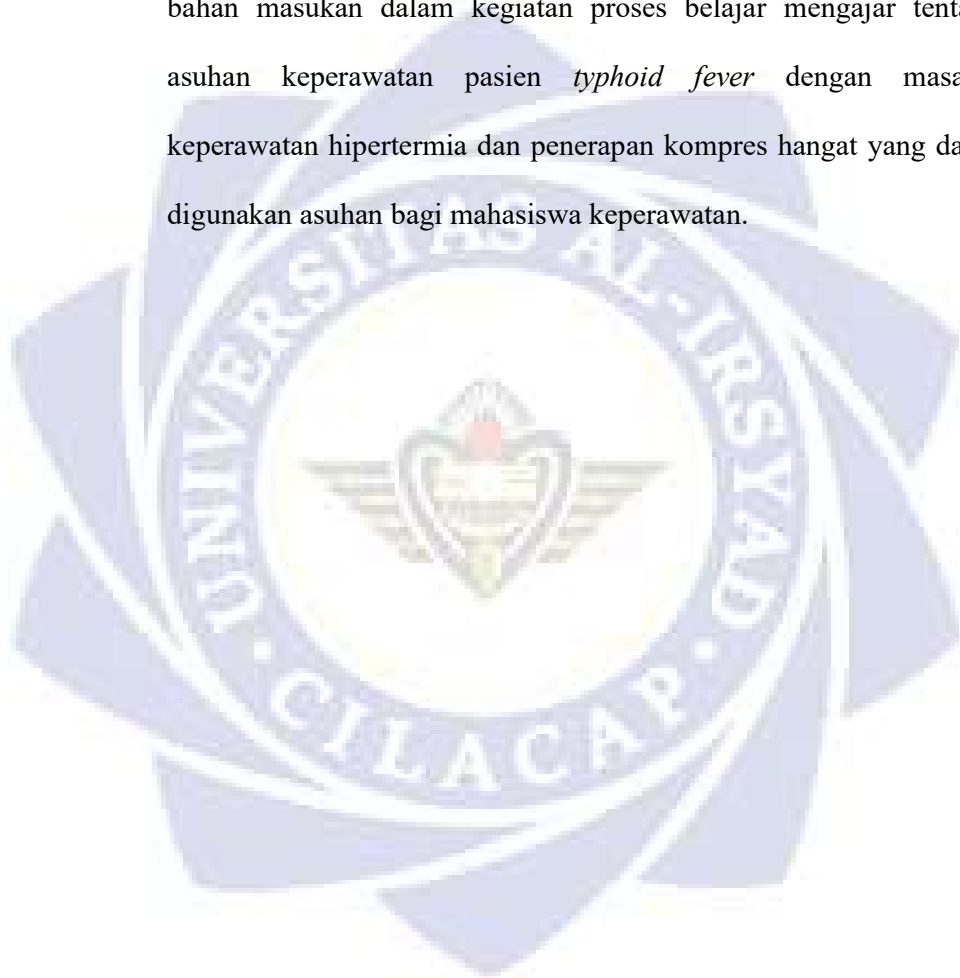 bahan masukan dalam kegiatan proses belajar mengajar tenta
asuhan keperawatan pasien typhoid fever dengan masa
keperawatan hipertermia dan penerapan kompres hangat yang da
digunakan asuhan bagi mahasiswa keperawatan.
UNIVERSITAS AL-IRSYAD
· CILACAP ·